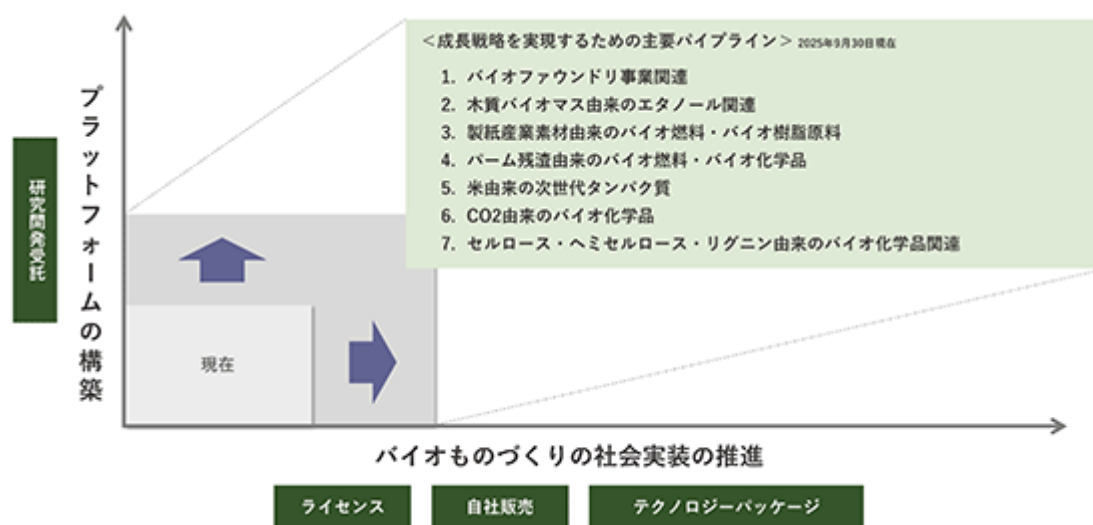 <成長戦略を実現するための主要パイプライン> 2025年9月30日現在
1. バイオファウンドリ事業関連
2. 木質バイオマス由来のエタノール関連
3. 製紙産業素材由来のバイオ燃料・バイオ樹脂原料
4. パーム残渣由来のバイオ燃料・バイオ化学品
5. 米由来の次世代タンパク質
6. CO2由来のバイオ化学品
7. セルロース・ヘミセルロース・リグニン由来のバイオ化学品関連
研究開発受託
プラットフォームの構築
現在
バイオものづくりの社会実装の推進
ライセンス
自社販売
テクノロジーパッケージ